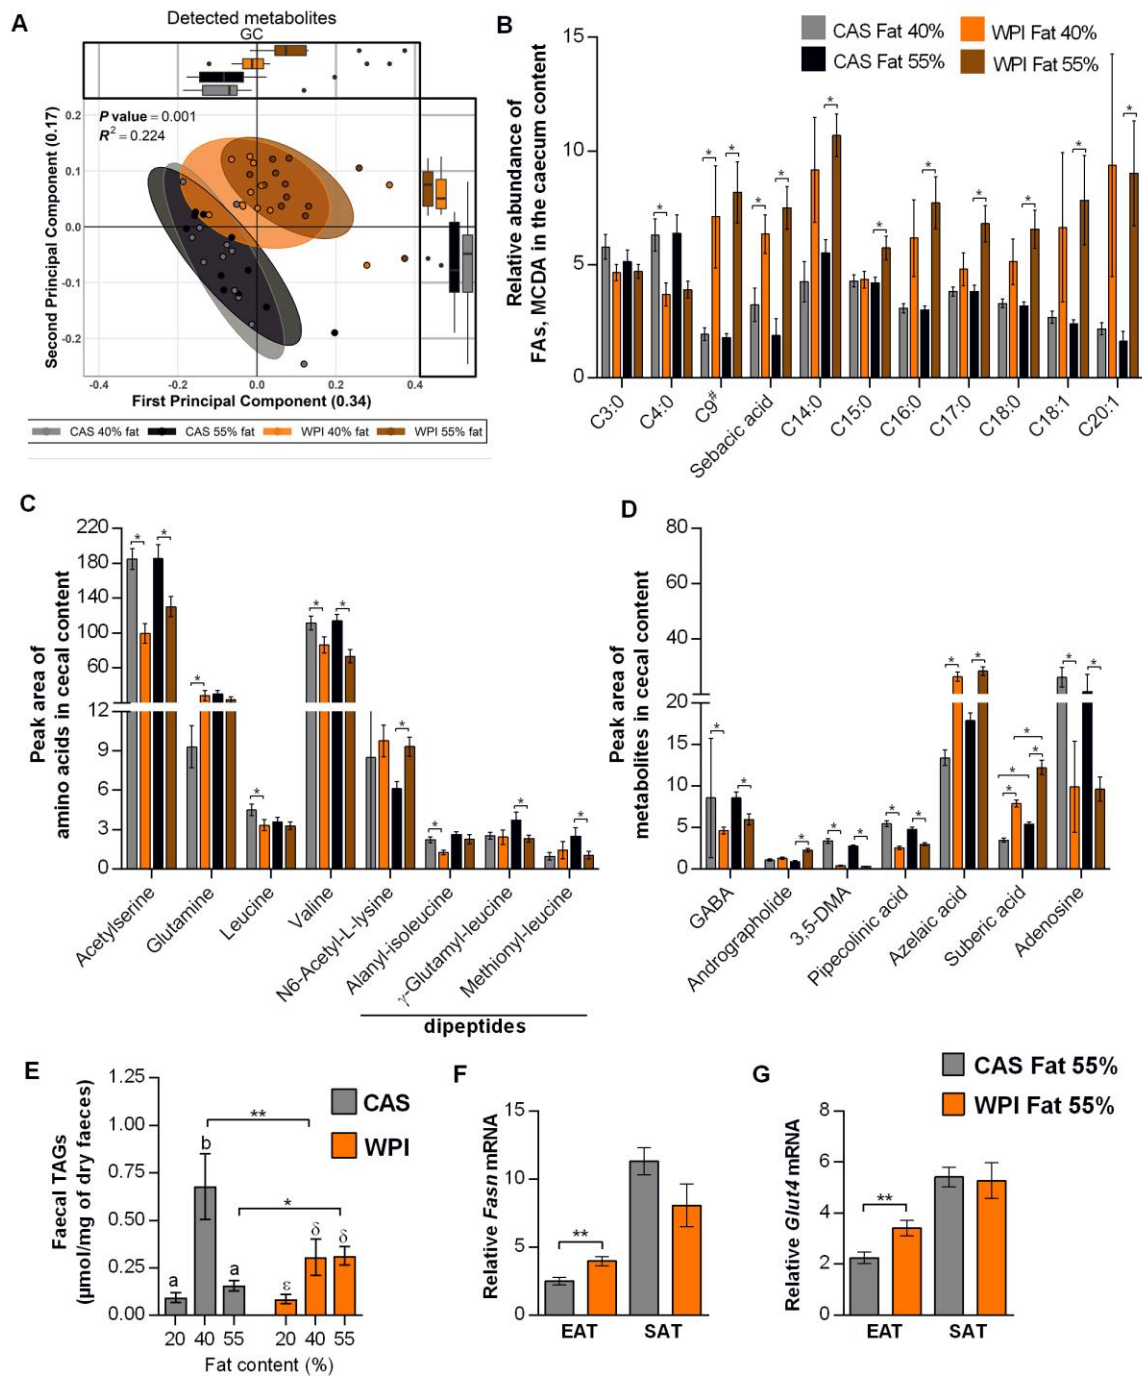 A
Detected metabolites
GC
P value = 0.001
R² = 0.224
Second Principal Component (0.17)
0.2
0.1
0.0
-0.1
-0.2
-0.4
-0.2
0.0
0.2
0.4
First Principal Component (0.34)
CAS 40% fat
CAS 55% fat
WPI 40% fat
WPI 55% fat
B
CAS Fat 40%
WPI Fat 40%
CAS Fat 55%
WPI Fat 55%
Relative abundance of
FAs, MCDA in the caecum content
15
10
5
0
* * * * * * * * * * * *
C3:0
C4:0
C9#
Sebacic acid
C14:0
C15:0
C16:0
C17:0
C18:0
C18:1
C20:1
C
Peak area of
amino acids in cecal content
220
180
140
100
60
12
9
6
3
0
* * * * * * * * * *
Acetylserine
Glutamine
Leucine
Valine
N6-Acetyl-L-lysine
Alanyl-isoleucine
γ-Glutamyl-leucine
Methionyl-leucine
dipeptides
D
Peak area of
metabolites in cecal content
80
60
40
20
20
15
10
5
0
* * * * * * * * * * * * * * *
GABA
Andrographolide
3,5-DMA
Pipecolinic acid
Azelaic acid
Suberic acid
Adenosine
E
Faecal TAGs
(µmol/mg of dry faeces)
1.25
1.00
0.75
0.50
0.25
0.00
CAS
WPI
**
*
a
b
a
ε
δ
δ
20 40 55 20 40 55
Fat content (%)
F
Relative Fasn mRNA
15
10
5
0
**
EAT SAT
G
CAS Fat 55%
WPI Fat 55%
Relative Glut4 mRNA
8
6
4
2
0
**
EAT SAT